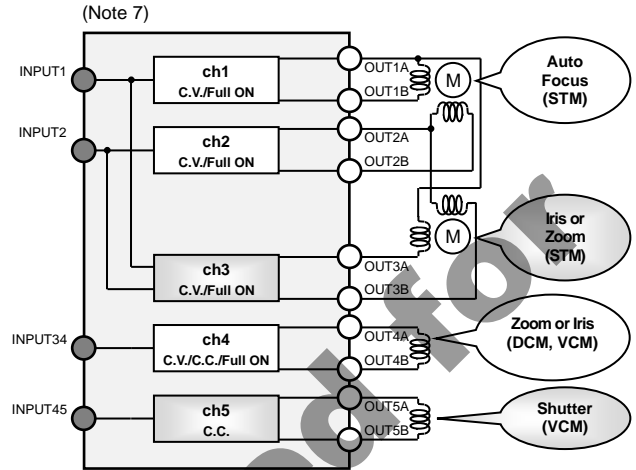 (Note 7)
INPUT1
ch1
C.V./Full ON
OUT1A
OUT1B
M
Auto
Focus
(STM)
INPUT2
ch2
C.V./Full ON
OUT2A
OUT2B
ch3
C.V./Full ON
OUT3A
OUT3B
M
Iris or
Zoom
(STM)
INPUT34
ch4
C.V./C.C./Full ON
OUT4A
OUT4B
Zoom or Iris
(DCM, VCM)
INPUT45
ch5
C.C.
OUT5A
OUT5B
Shutter
(VCM)
d for